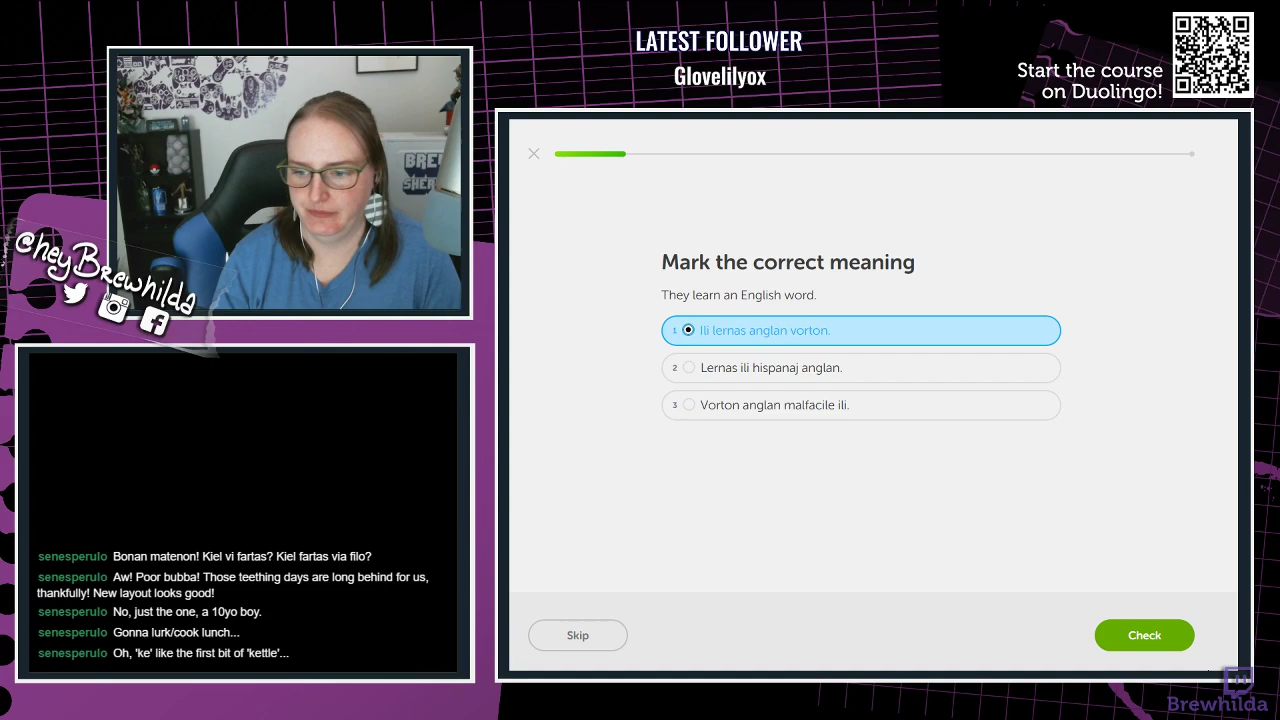 LATEST FOLLOWER
Glovelilyox
Start the course
on Duolingo!
BRE
SHE
@heyBrewhilda
Mark the correct meaning
They learn an English word.
1 Ili lernas anglan vorton.
2 Lernas ili hispanaj anglan.
3 Vorton anglan malfacile ili.
Skip
Check
senesperulo Bonan matenon! Kiel vi fartas? Kiel fartas via filo?
senesperulo Aw! Poor bubba! Those teething days are long behind for us,
thankfully! New layout looks good!
senesperulo No, just the one, a 10yo boy.
senesperulo Gonna lurk/cook lunch...
senesperulo Oh, 'ke' like the first bit of 'kettle'...
Brewhilda